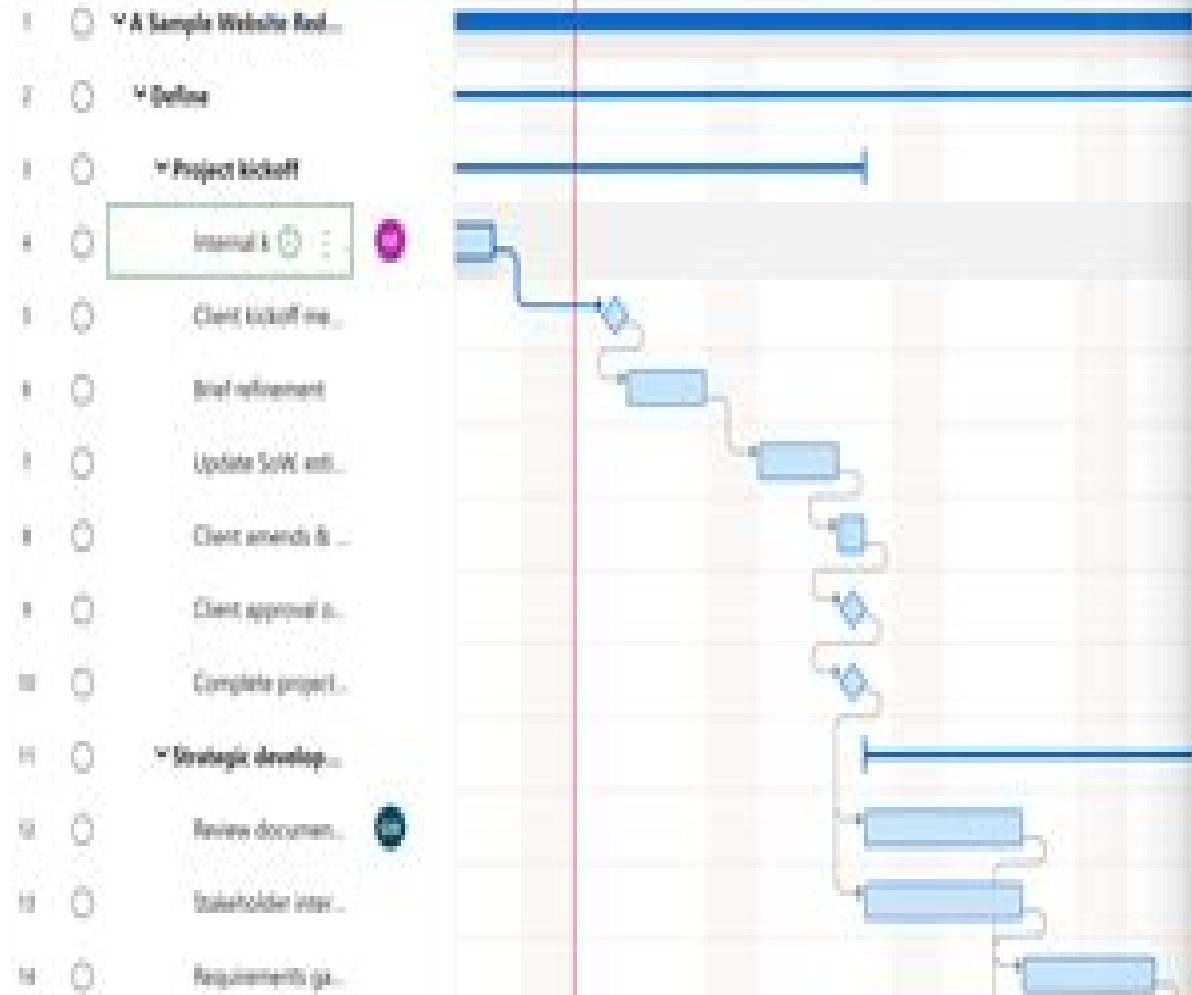 1 A Sample Website Red...
2 Define
3 Project kickoff
4 Internal k
5 Client kickoff me...
6 Brief refinement
7 Update SoW, esti...
8 Client amends & ...
9 Client approval o...
10 Complete project...
11 Strategic develop...
12 Review documen...
13 Stakeholder inter...
14 Requirements ga...